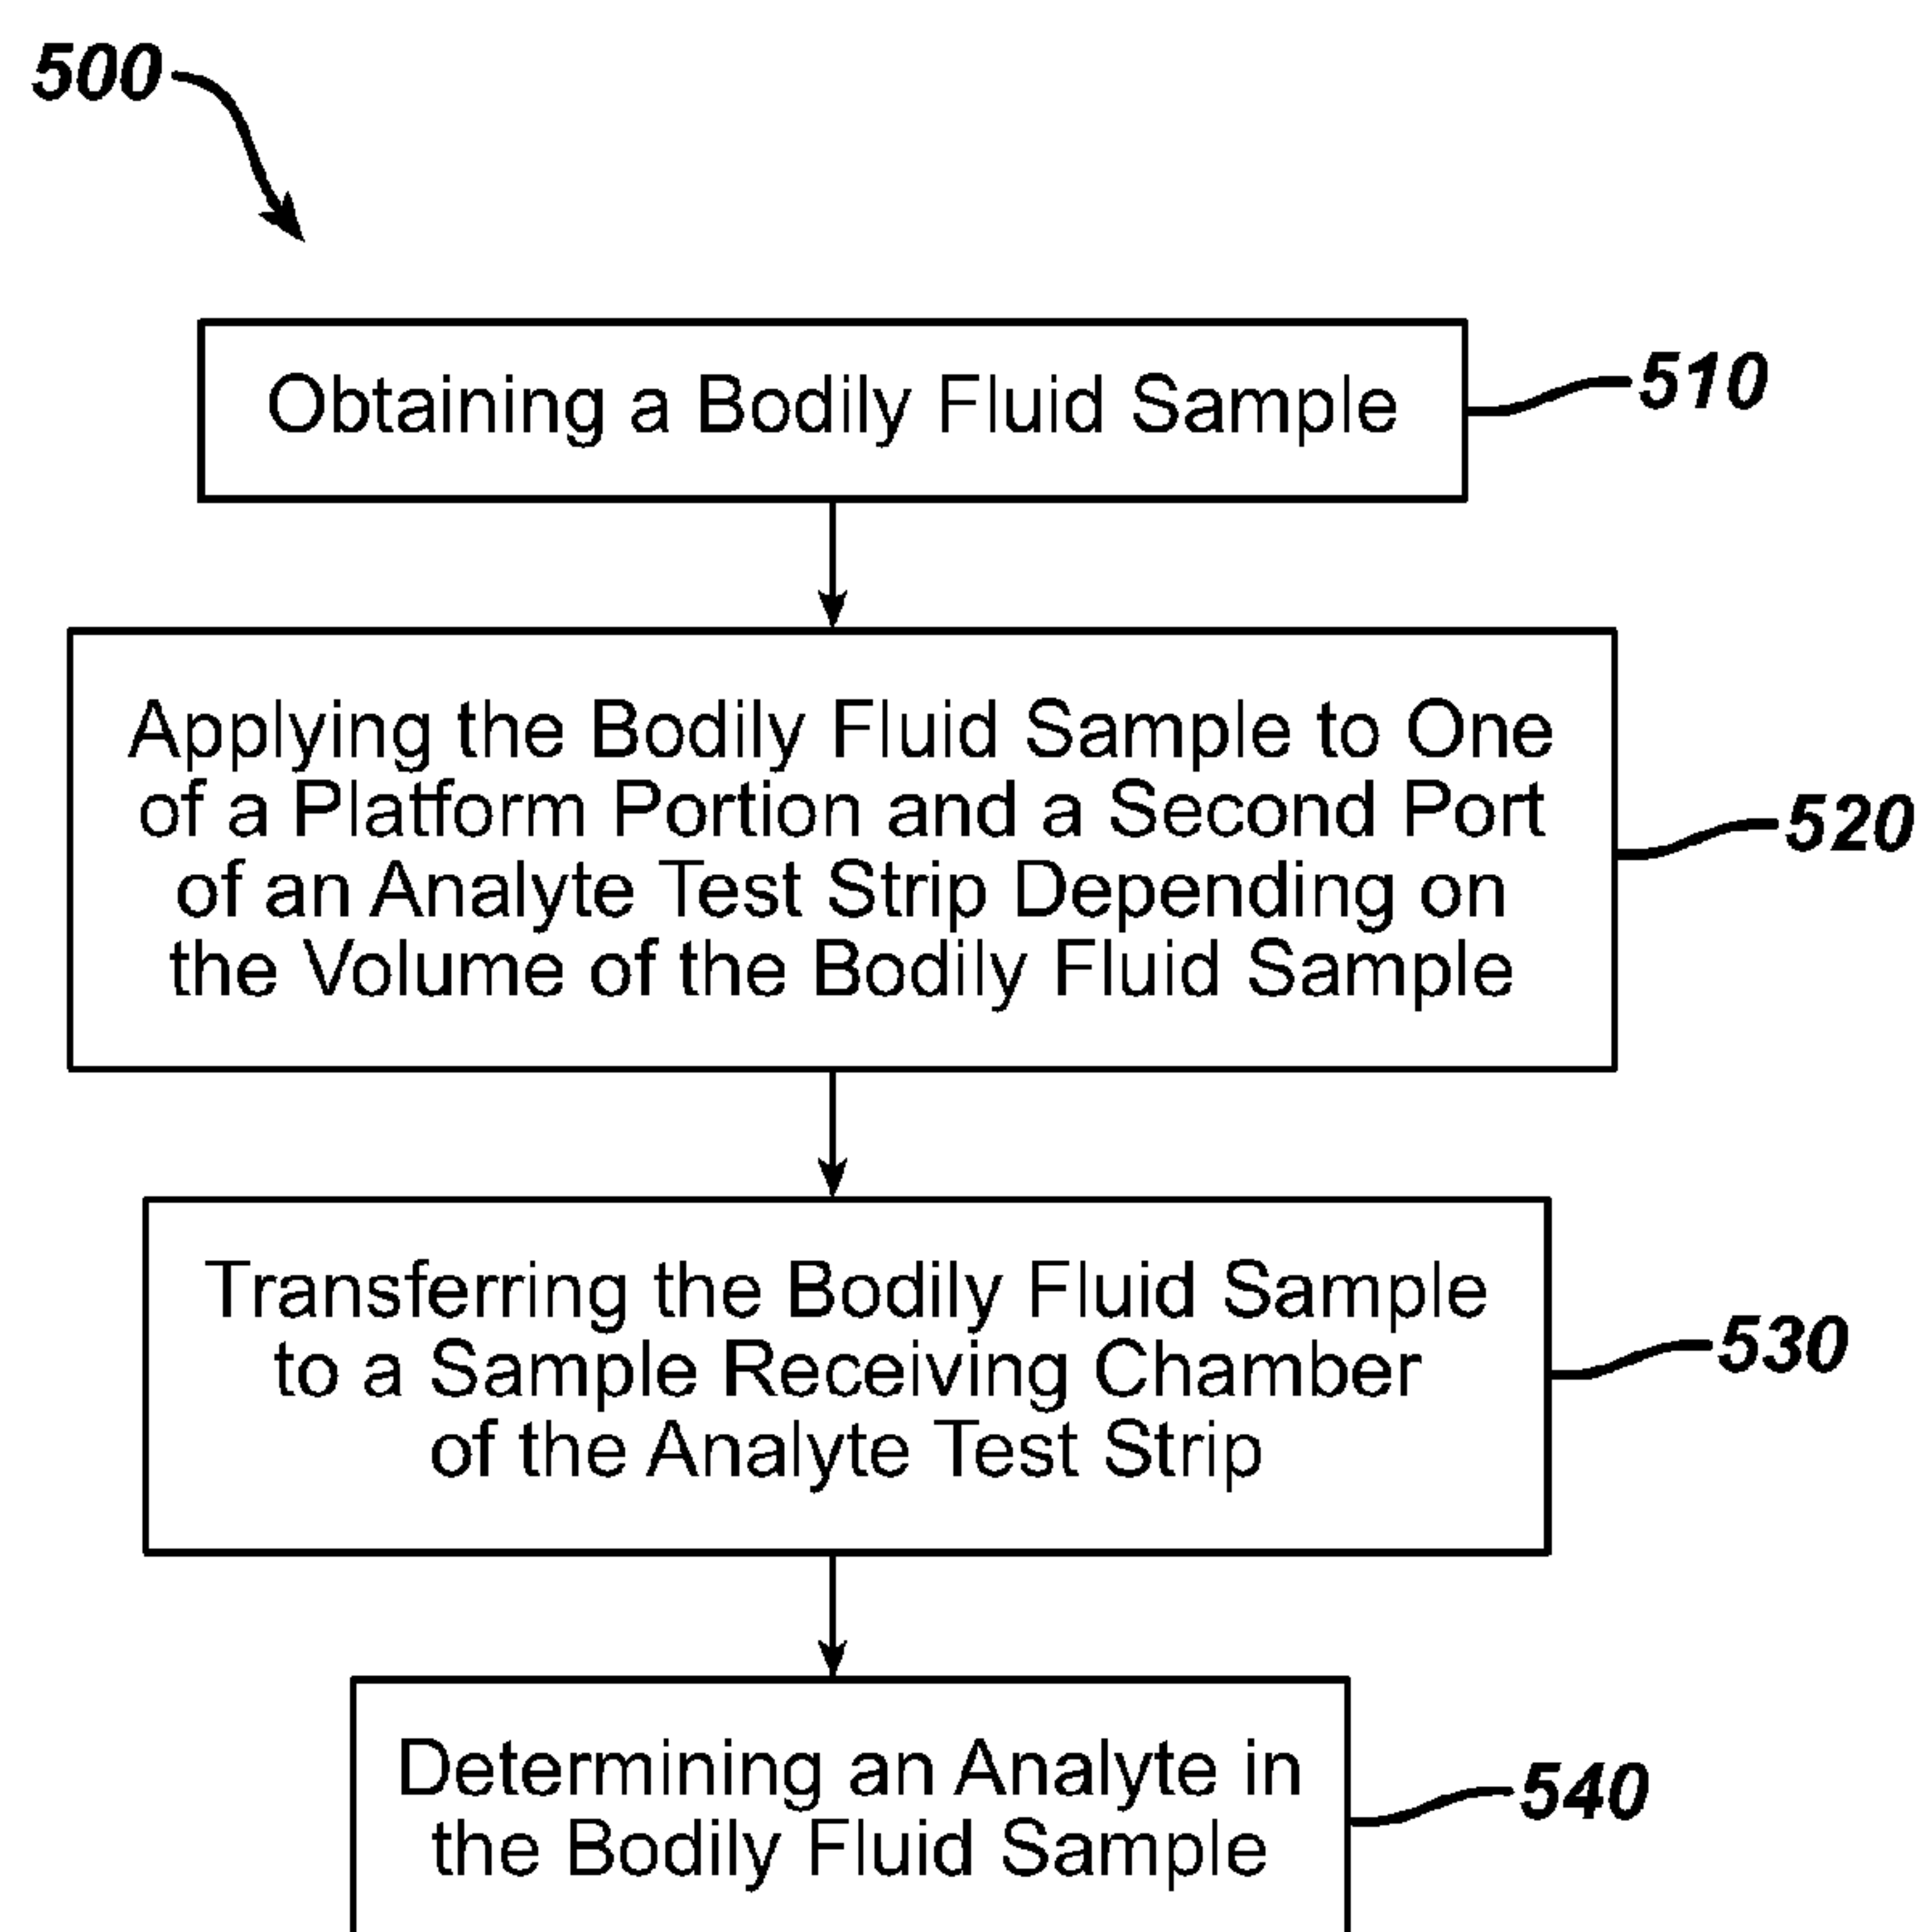 500
Obtaining a Bodily Fluid Sample
510
Applying the Bodily Fluid Sample to One
of a Platform Portion and a Second Port
of an Analyte Test Strip Depending on
the Volume of the Bodily Fluid Sample
520
Transferring the Bodily Fluid Sample
to a Sample Receiving Chamber
of the Analyte Test Strip
530
Determining an Analyte in
the Bodily Fluid Sample
540